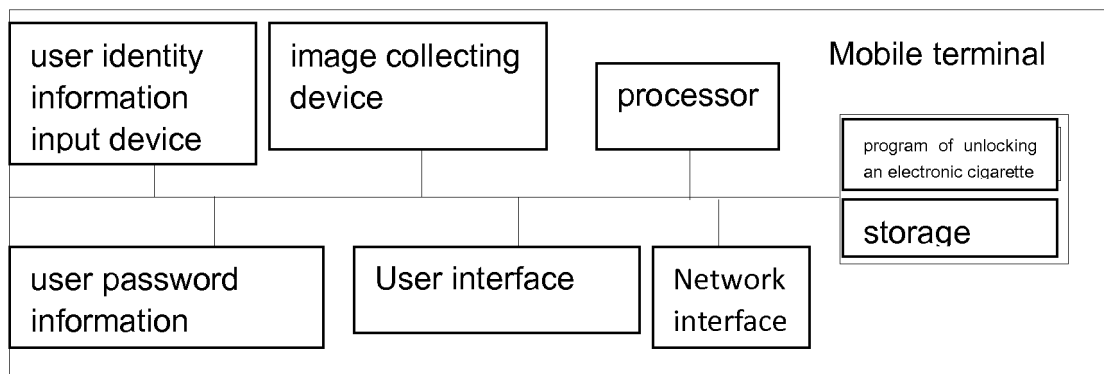 user identity
information
input device
image collecting
device
processor
Mobile terminal
program of unlocking
an electronic cigarette
storage
user password
information
User interface
Network
interface